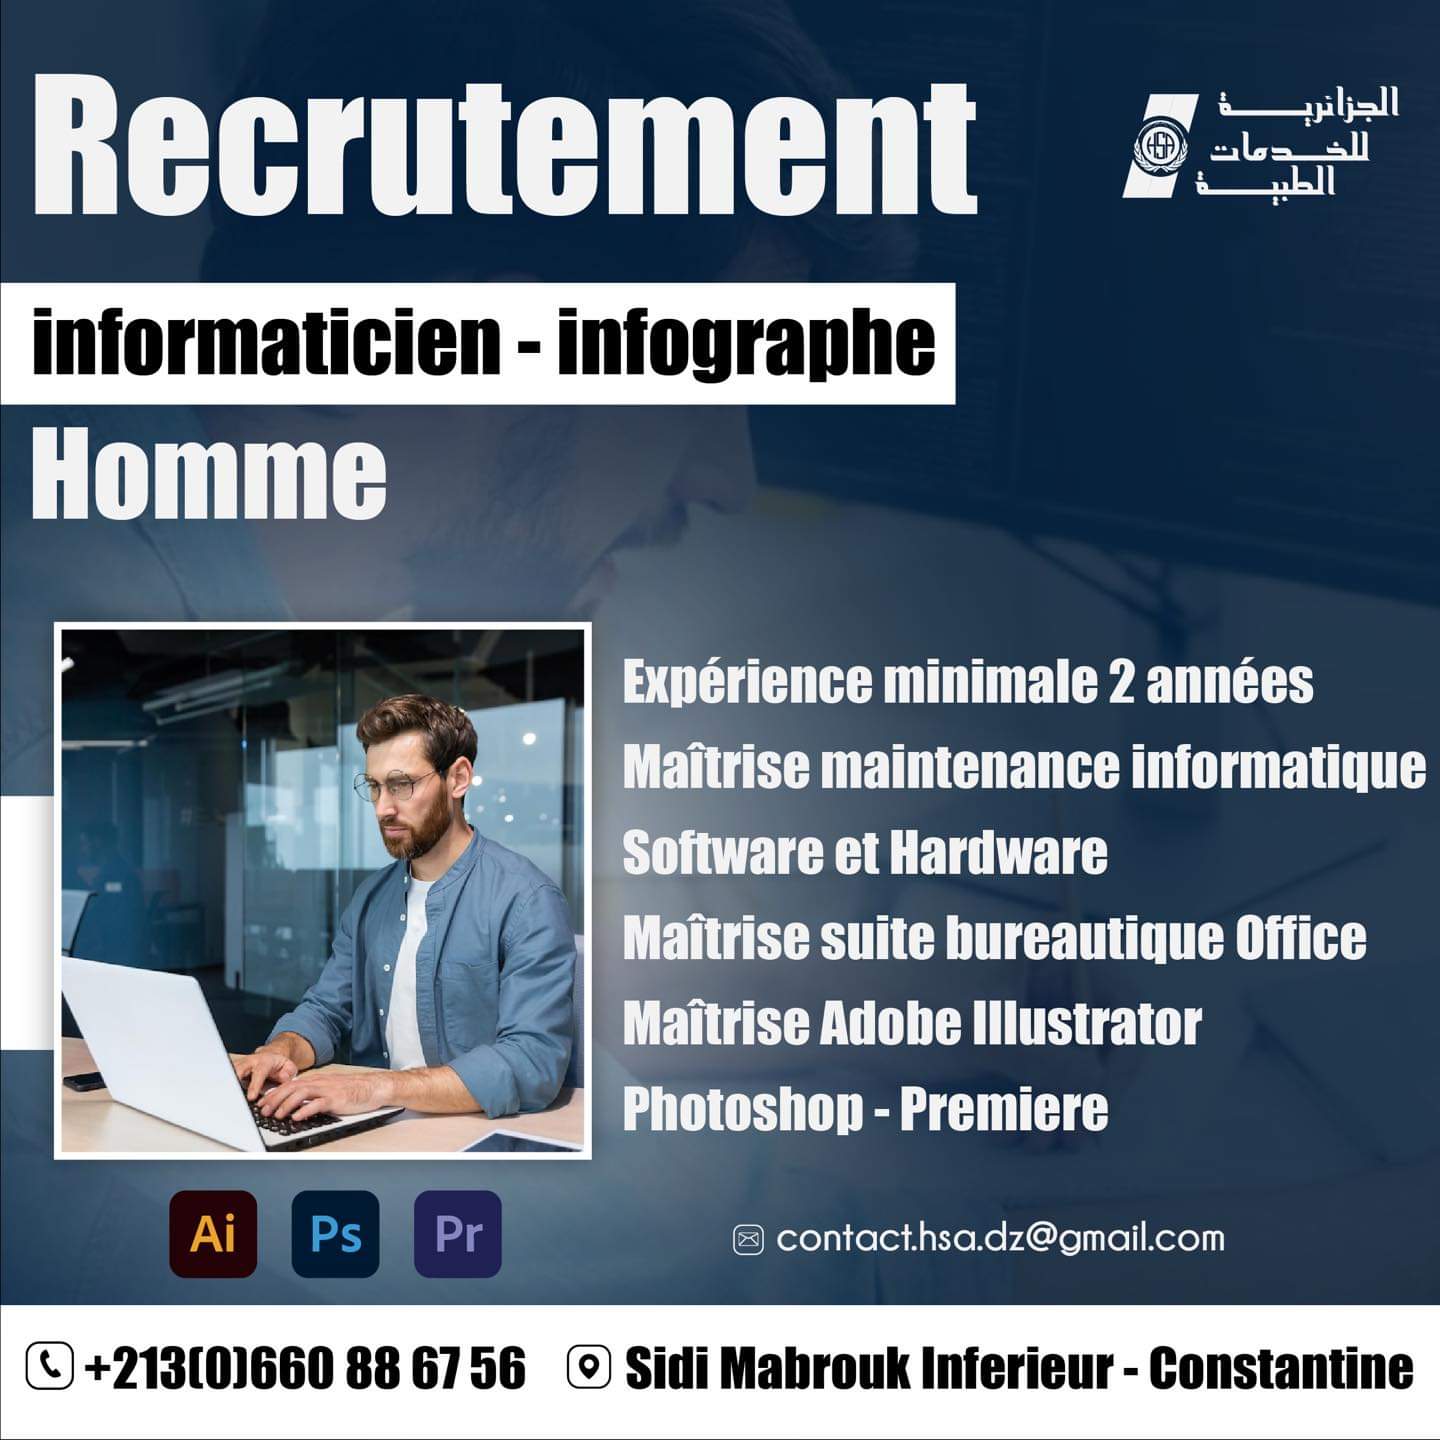 Recrutement
الجزائرية
للخدمات
الطبية
HSA
informaticien - infographe
Homme
Expérience minimale 2 années
Maîtrise maintenance informatique
Software et Hardware
Maîtrise suite bureautique Office
Maîtrise Adobe Illustrator
Photoshop - Premiere
Ai Ps Pr
contact.hsa.dz@gmail.com
+213(0)660 88 67 56
Sidi Mabrouk Inferieur - Constantine